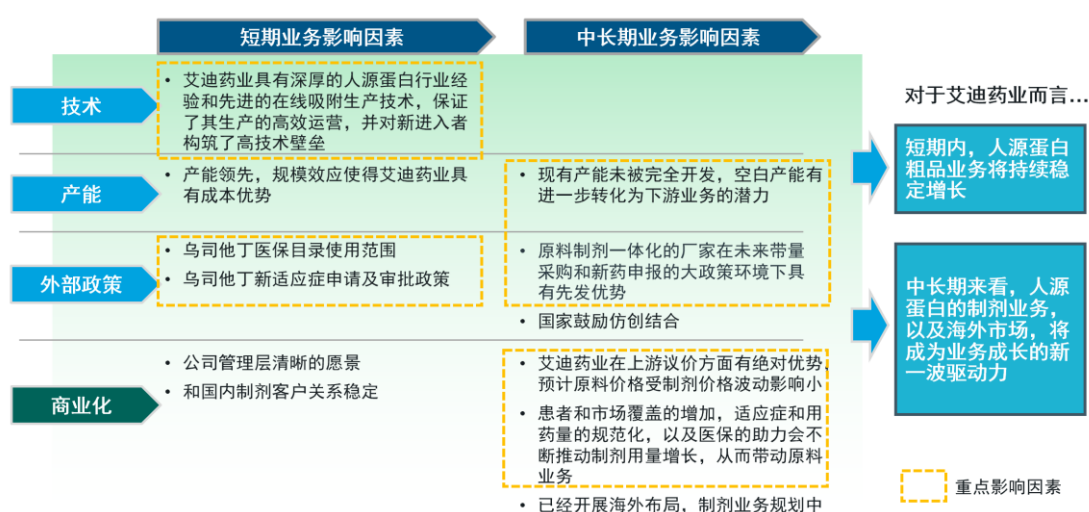 短期业务影响因素
中长期业务影响因素
技术
• 艾迪药业具有深厚的人源蛋白行业经
验和先进的在线吸附生产技术，保证
了其生产的高效运营，并对新进入者
构筑了高技术壁垒
产能
• 产能领先，规模效应使得艾迪药业具
有成本优势
• 现有产能未被完全开发，空白产能有
进一步转化为下游业务的潜力
外部政策
• 乌司他丁医保目录使用范围
• 乌司他丁新适应症申请及审批政策
• 原料制剂一体化的厂家在未来带量
采购和新药申报的大政策环境下具
有先发优势
• 国家鼓励仿创结合
商业化
• 公司管理层清晰的愿景
• 和国内制剂客户关系稳定
• 艾迪药业在上游议价方面有绝对优势，
预计原料价格受制剂价格波动影响小
• 患者和市场覆盖的增加，适应症和用
药量的规范化，以及医保的助力会不
断推动制剂用量增长，从而带动原料
业务
• 已经开展海外布局，制剂业务规划中
对于艾迪药业而言...
短期内，人源蛋白
粗品业务将持续稳
定增长
中长期来看，人源
蛋白的制剂业务，
以及海外市场，将
成为业务成长的新
一波驱动力
重点影响因素